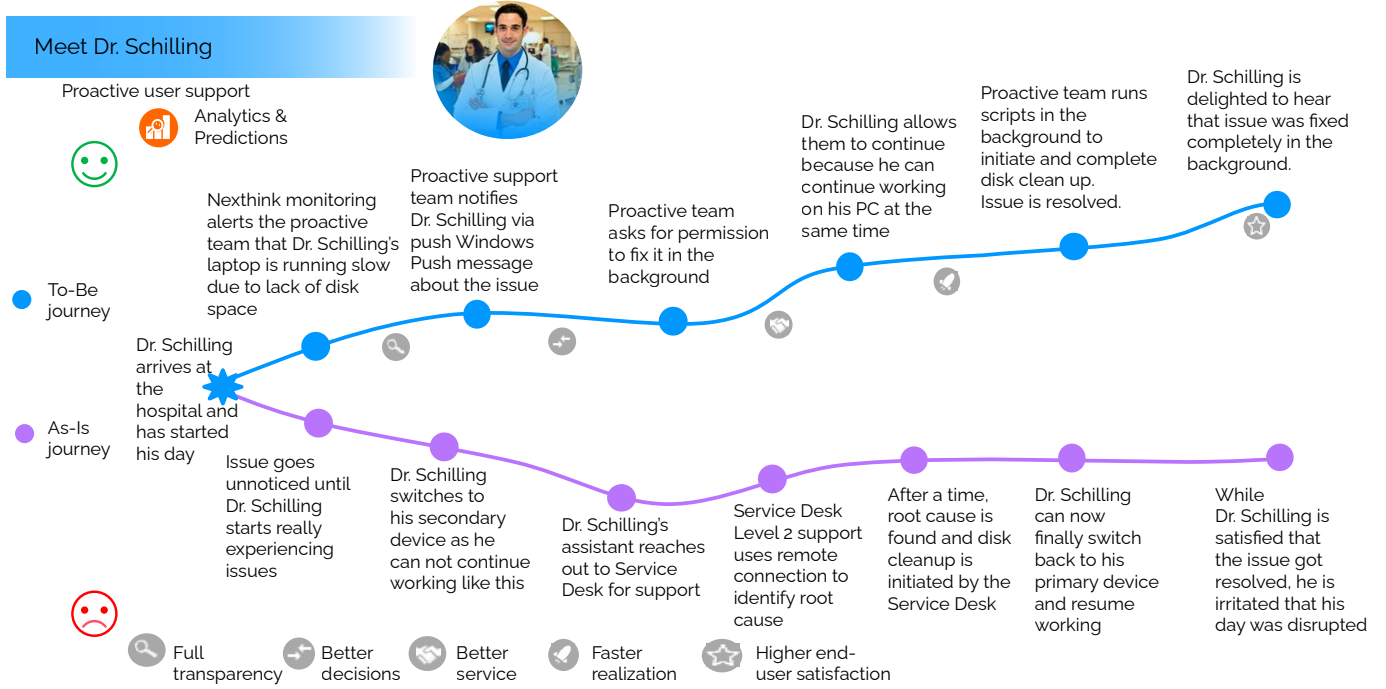 Meet Dr. Schilling
Proactive user support
Analytics &
Predictions
Nexthink monitoring
alerts the proactive
team that Dr. Schilling's
laptop is running slow
due to lack of disk
space
Proactive support
team notifies
Dr. Schilling via
push Windows
Push message
about the issue
Proactive team
asks for permission
to fix it in the
background
Dr. Schilling allows
them to continue
because he can
continue working
on his PC at the
same time
Proactive team runs
scripts in the
background to
initiate and complete
disk clean up.
Issue is resolved.
Dr. Schilling is
delighted to hear
that issue was fixed
completely in the
background.
To-Be
journey
Dr. Schilling
arrives at
the
hospital and
has started
his day
As-Is
journey
Issue goes
unnoticed until
Dr. Schilling
starts really
experiencing
issues
Dr. Schilling
switches to
his secondary
device as he
can not continue
working like this
Dr. Schilling's
assistant reaches
out to Service
Desk for support
Service Desk
Level 2 support
uses remote
connection to
identify root
cause
After a time,
root cause is
found and disk
cleanup is
initiated by the
Service Desk
Dr. Schilling
can now
finally switch
back to his
primary device
and resume
working
While
Dr. Schilling is
satisfied that
the issue got
resolved, he is
irritated that his
day was disrupted
Full
transparency
Better
decisions
Better
service
Faster
realization
Higher end-
user satisfaction